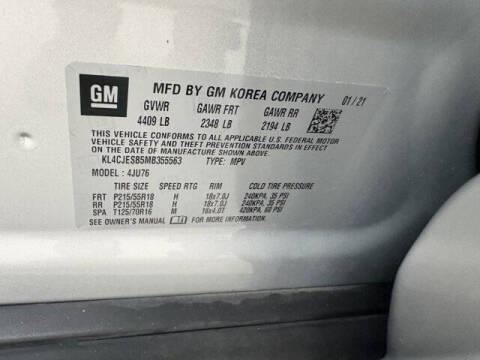 GM
MFD BY GM KOREA COMPANY 01/21
GVWR GAWR FRT GAWR RR
4409 LB 2348 LB 2194 LB
THIS VEHICLE CONFORMS TO ALL APPLICABLE U.S. FEDERAL MOTOR
VEHICLE SAFETY, BUMPER, AND THEFT PREVENTION STANDARDS
IN EFFECT ON THE DATE OF MANUFACTURE SHOWN ABOVE.
KL4CJESB5MB355563 TYPE: MPV
MODEL: 4JU76
TIRE SIZE SPEED RTG RIM COLD TIRE PRESSURE
FRT P215/55R18 H 18x7.0J 240KPA, 35 PSI
RR P215/55R18 H 18x7.0J 240KPA, 35 PSI
SPA T125/70R16 M 16x4.0T 420KPA, 60 PSI
SEE OWNER'S MANUAL FOR ADDITIONAL INFORMATION